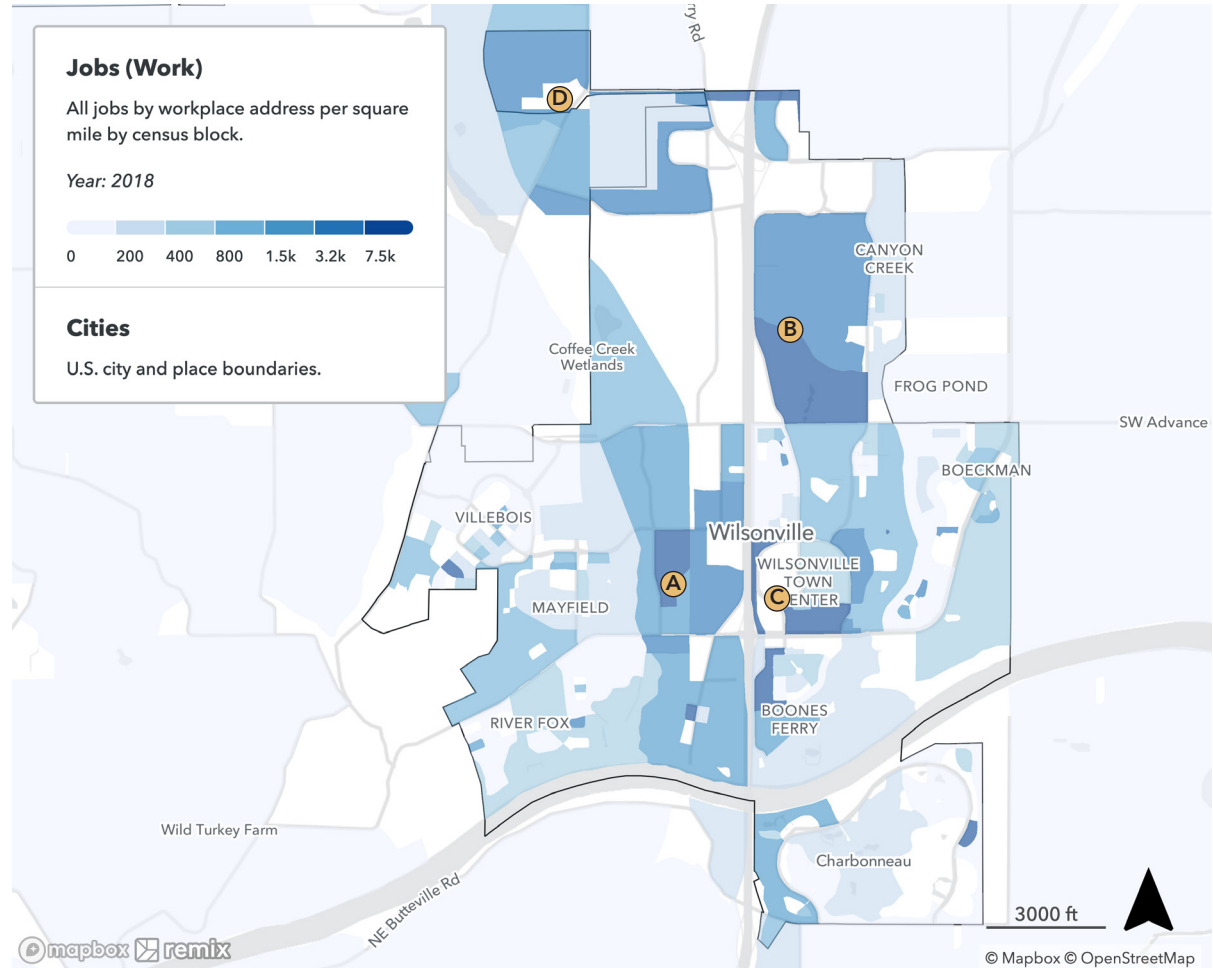 Jobs (Work)
All jobs by workplace address per square
mile by census block.
Year: 2018
0 200 400 800 1.5k 3.2k 7.5k
Cities
U.S. city and place boundaries.
ry Rd
D
CANYON
CREEK
B
Coffee Creek
Wetlands
FROG POND
SW Advance
BOECKMAN
VILLEBOIS
Wilsonville
WILSONVILLE
TOWN
CENTER
A
C
MAYFIELD
RIVER FOX
BOONES
FERRY
Wild Turkey Farm
Charbonneau
NE Butteville Rd
3000 ft
mapbox remix
© Mapbox © OpenStreetMap